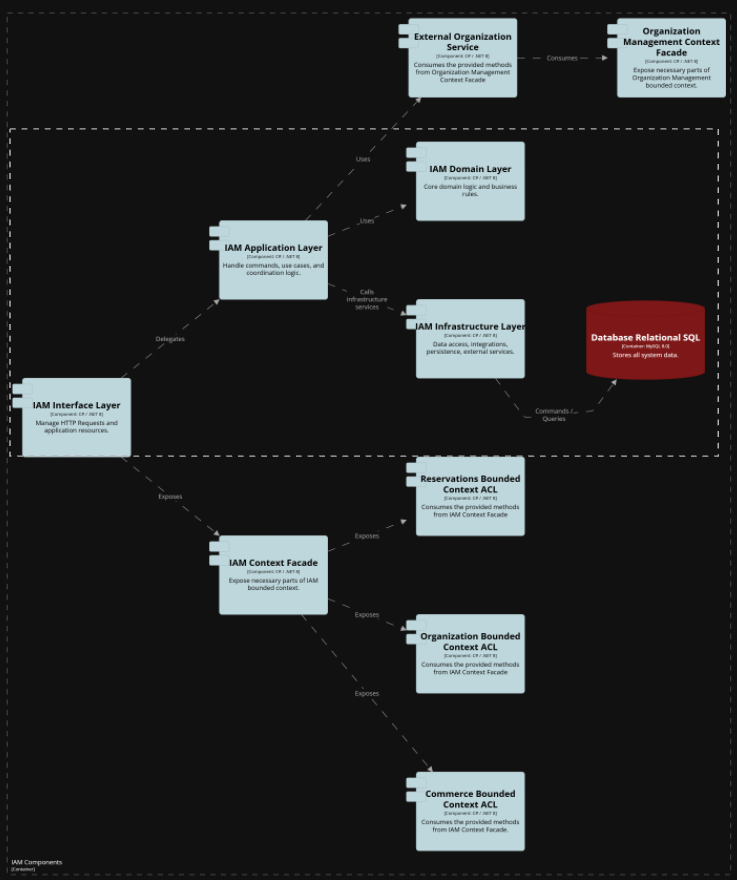 External Organization
Service
[Component: C# / .NET 8]
Consumes the provided methods
from Organization Management
Context Facade
Consumes
Organization
Management Context
Facade
[Component: C# / .NET 8]
Expose necessary parts of
Organization Management
bounded context.
Uses
IAM Domain Layer
[Component: C# / .NET 8]
Core domain logic and business
rules.
Uses
IAM Application Layer
[Component: C# / .NET 8]
Handle commands, use cases, and
coordination logic.
Calls
infrastructure
services
IAM Infrastructure Layer
[Component: C# / .NET 8]
Data access, integrations,
persistence, external services.
Database Relational SQL
[Container: MySQL 8.0]
Stores all system data.
Delegates
IAM Interface Layer
[Component: C# / .NET 8]
Manage HTTP Requests and
application resources.
Commands /
Queries
Exposes
Reservations Bounded
Context ACL
[Component: C# / .NET 8]
Consumes the provided methods
from IAM Context Facade
Exposes
IAM Context Facade
[Component: C# / .NET 8]
Expose necessary parts of IAM
bounded context.
Exposes
Organization Bounded
Context ACL
[Component: C# / .NET 8]
Consumes the provided methods
from IAM Context Facade
Exposes
Commerce Bounded
Context ACL
[Component: C# / .NET 8]
Consumes the provided methods
from IAM Context Facade.
IAM Components
[Container]